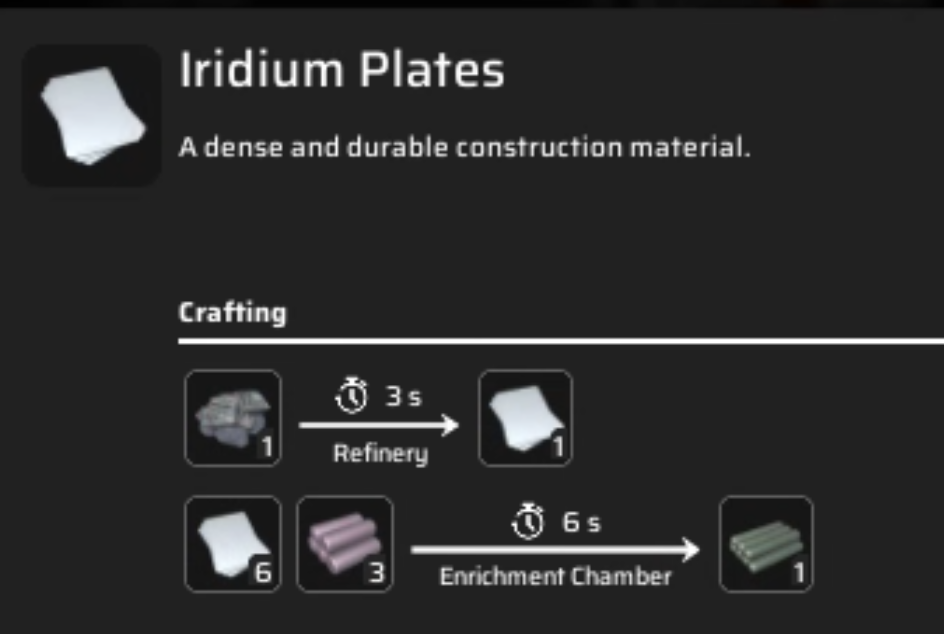 Iridium Plates
A dense and durable construction material.
Crafting
3 s
1
1
Refinery
6 s
6
3
1
Enrichment Chamber